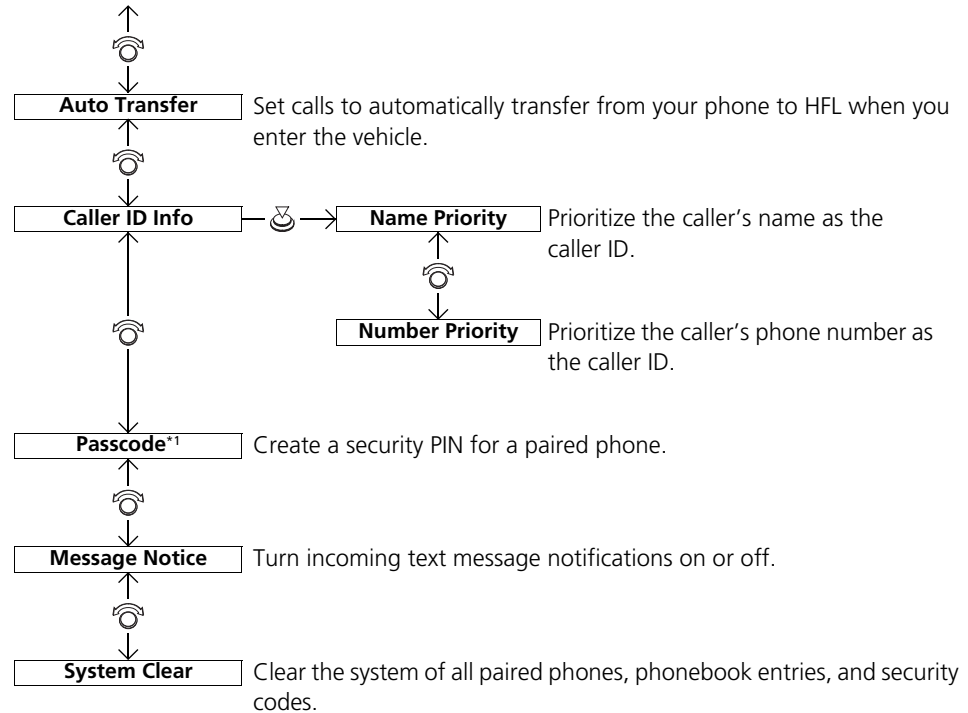 Auto Transfer
Set calls to automatically transfer from your phone to HFL when you
enter the vehicle.
Caller ID Info
Name Priority
Prioritize the caller’s name as the
caller ID.
Number Priority
Prioritize the caller’s phone number as
the caller ID.
Passcode*1
Create a security PIN for a paired phone.
Message Notice
Turn incoming text message notifications on or off.
System Clear
Clear the system of all paired phones, phonebook entries, and security
codes.